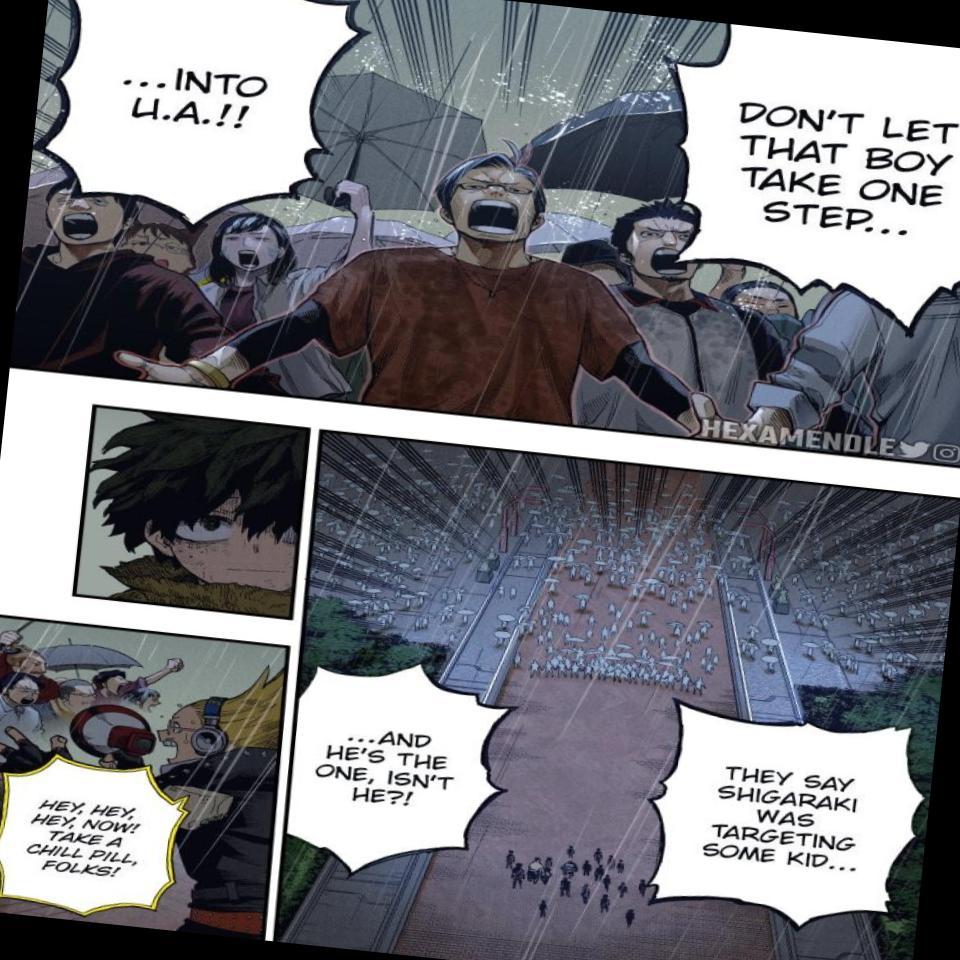 DON'T LET
THAT BOY
TAKE ONE
STEP...
...INTO
U.A.!!
HEXAMENDLE
THEY SAY
SHIGARAKI
WAS
TARGETING
SOME KID...
...AND
HE'S THE
ONE, ISN'T
HE?!
HEY, HEY,
HEY, NOW!
TAKE A
CHILL PILL,
FOLKS!